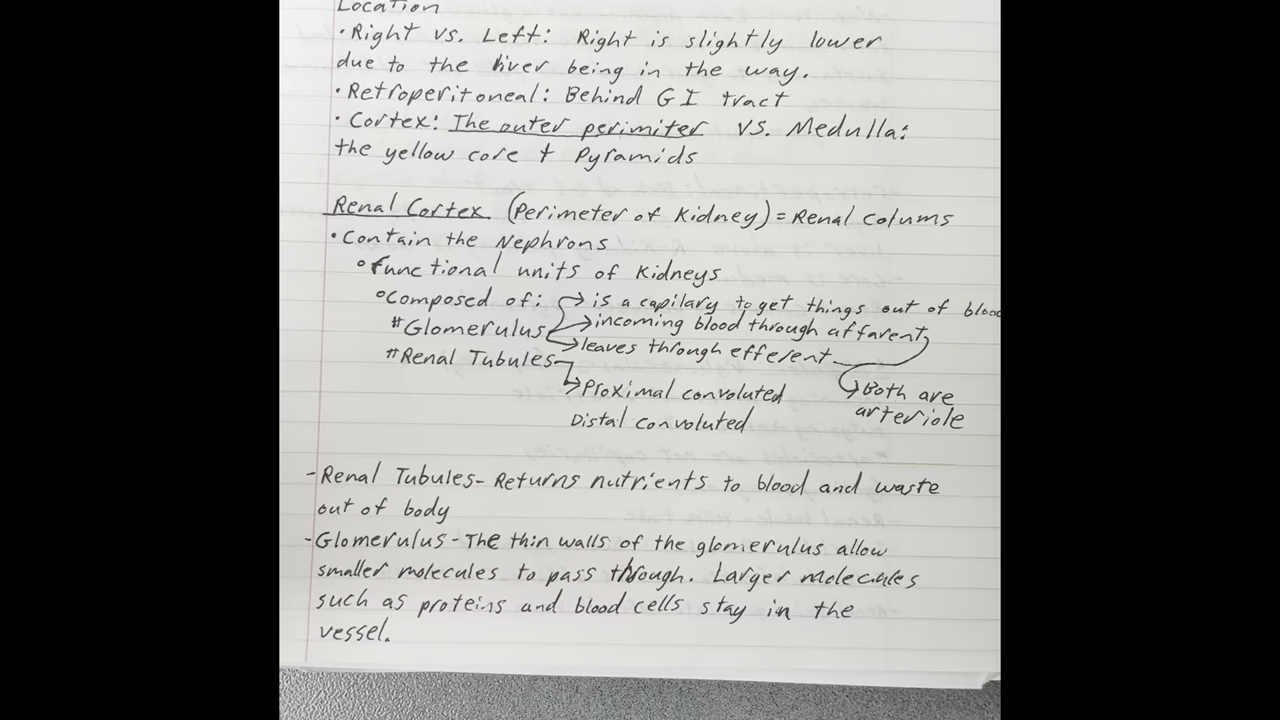 Location
• Right vs. Left: Right is slightly lower
due to the liver being in the way.
• Retroperitoneal: Behind GI tract
• Cortex: The outer perimiter vs. Medulla:
the yellow core + Pyramids
Renal Cortex (Perimeter of Kidney) = Renal Colums
• Contain the Nephrons
° functional units of Kidneys
° Composed of: → is a capilary to get things out of blood
# Glomerulus → incoming blood through affarent
→ leaves through efferent
# Renal Tubules
→ Proximal convoluted → Both are
Distal convoluted arteriole
- Renal Tubules - Returns nutrients to blood and waste
out of body
- Glomerulus - The thin walls of the glomerulus allow
smaller molecules to pass through. Larger molecules
such as proteins and blood cells stay in the
vessel.